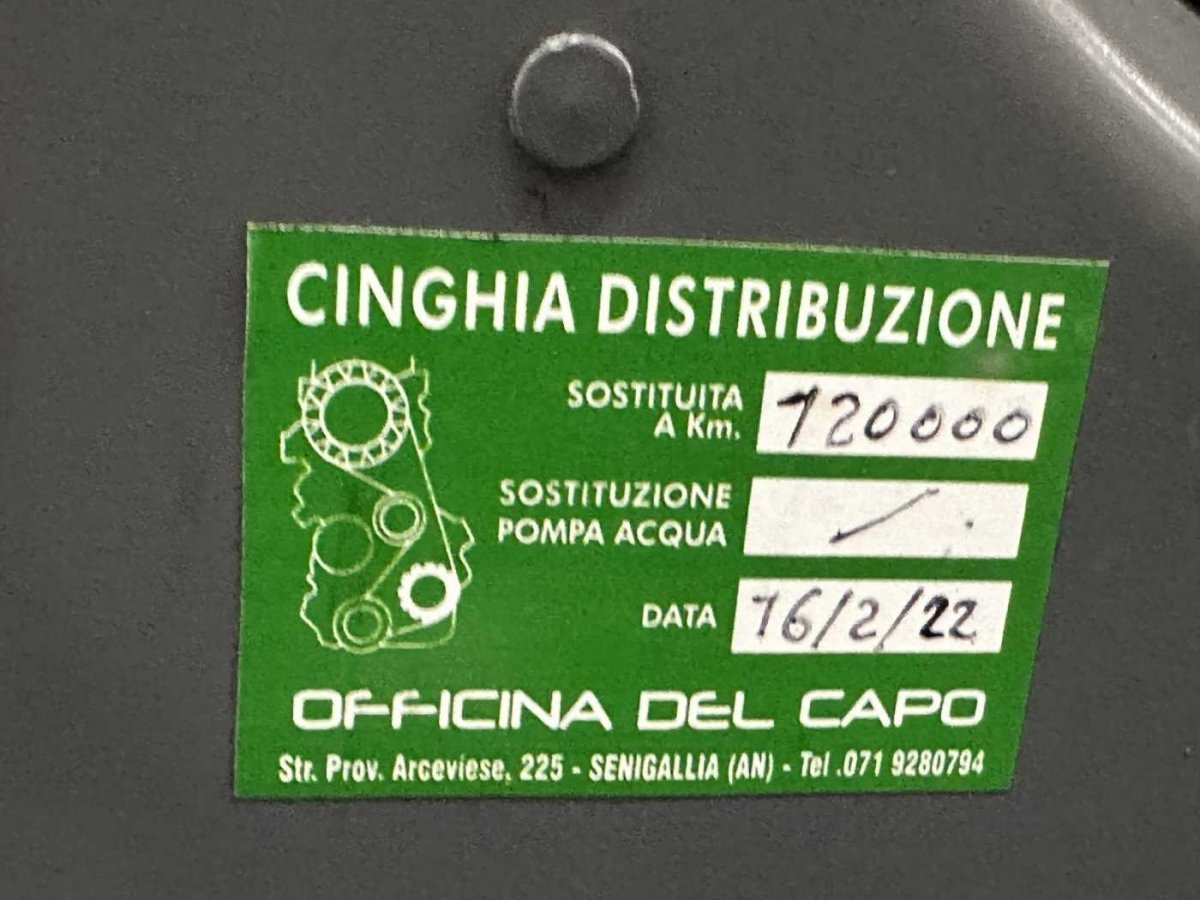 CINGHIA DISTRIBUZIONE
SOSTITUITA
A Km.
120000
SOSTITUZIONE
POMPA ACQUA
/.
DATA 16/2/22
OFFICINA DEL CAPO
Str. Prov. Arceviese, 225 - SENIGALLIA (AN) - Tel .071 9280794